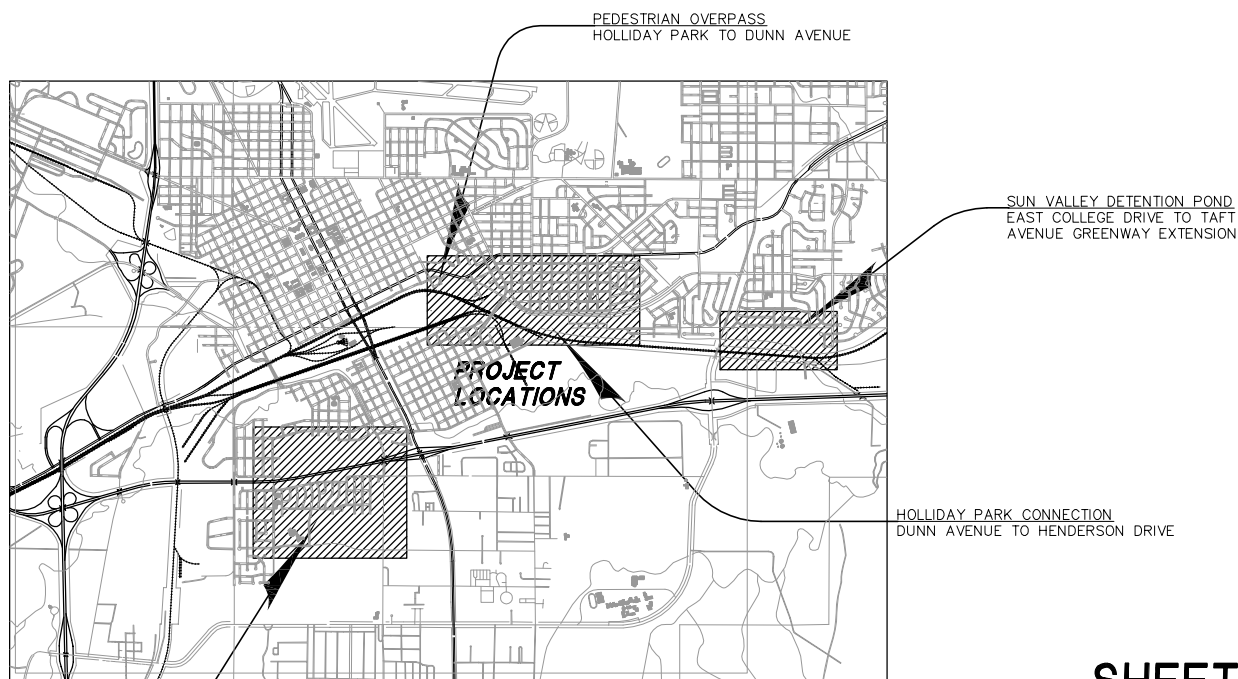 PEDESTRIAN OVERPASS
HOLLIDAY PARK TO DUNN AVENUE
SUN VALLEY DETENTION POND
EAST COLLEGE DRIVE TO TAFT
AVENUE GREENWAY EXTENSION
PROJECT
LOCATIONS
HOLLIDAY PARK CONNECTION
DUNN AVENUE TO HENDERSON DRIVE
SHEET